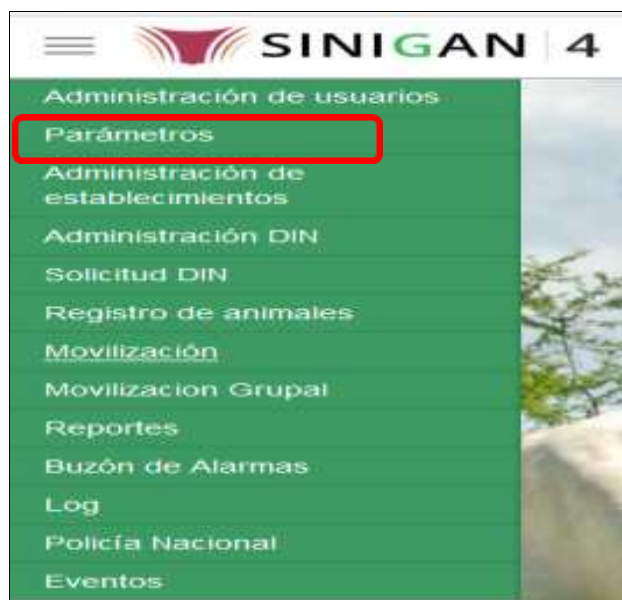 SINIGAN 4
Administración de usuarios
Parámetros
Administración de
establecimientos
Administración DIN
Solicitud DIN
Registro de animales
Movilización
Movilizacion Grupal
Reportes
Buzón de Alarmas
Log
Policía Nacional
Eventos